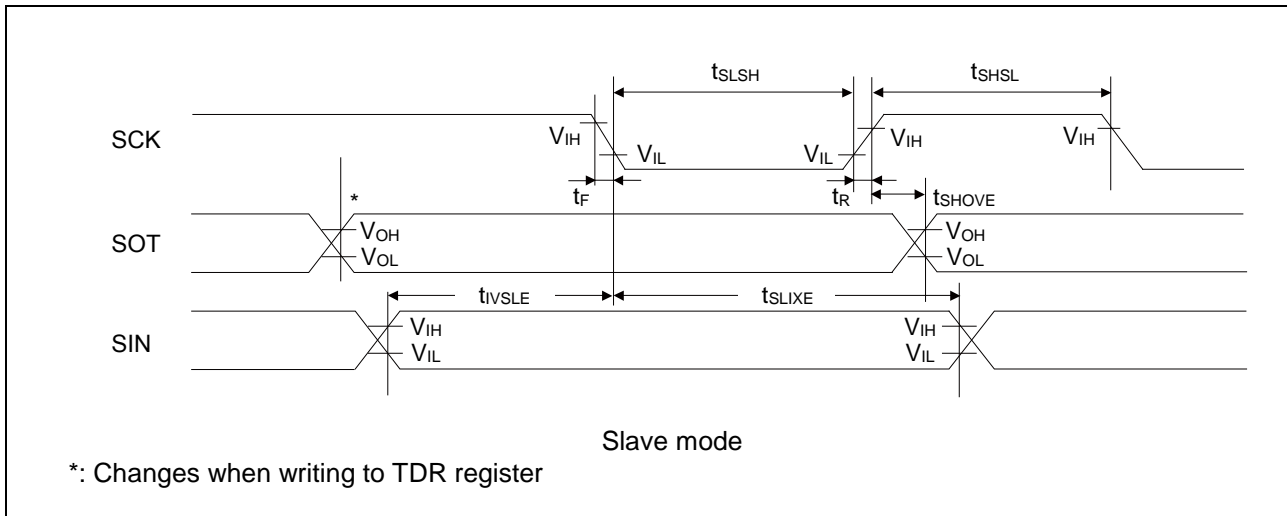 tSLSH tSHSL
SCK VIH VIL VIL VIH VIH
tF tR tSHOVE
*
SOT VOH VOH
VOL VOL
tIVSLE tSLIXE
SIN VIH VIH
VIL VIL
Slave mode
*: Changes when writing to TDR register